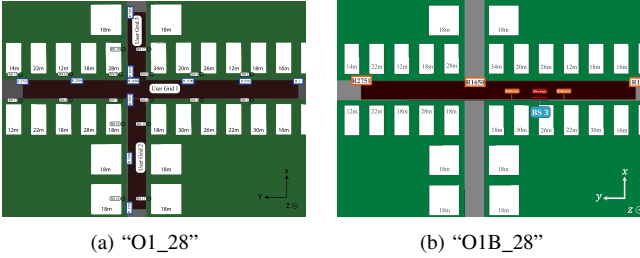 18m
18m
User Grid 3
14m
22m
12m
18m
28m
34m
20m
26m
12m
28m
18m
16m
User Grid 1
12m
22m
18m
28m
18m
30m
26m
22m
30m
16m
User Grid 2
18m
18m
18m
18m
X
Y
Z
(a) “O1_28”
18m
18m
14m
22m
12m
18m
28m
34m
20m
26m
12m
28m
18m
16m
R2751
R1650
R1
BS 3
12m
22m
18m
28m
18m
30m
26m
22m
30m
16m
18m
18m
18m
18m
x
y
z
(b) “O1B_28”